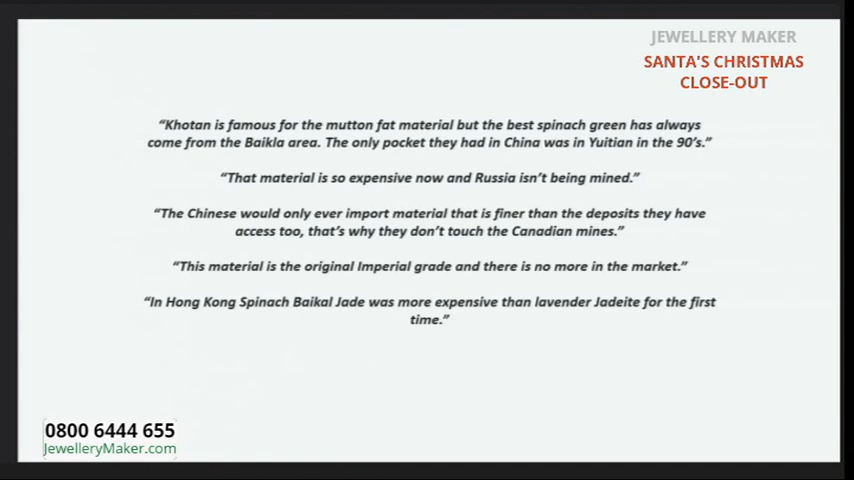 JEWELLERY MAKER
SANTA'S CHRISTMAS
CLOSE-OUT
“Khotan is famous for the mutton fat material but the best spinach green has always
come from the Baikla area. The only pocket they had in China was in Yuitian in the 90’s.”
“That material is so expensive now and Russia isn’t being mined.”
“The Chinese would only ever import material that is finer than the deposits they have
access too, that’s why they don’t touch the Canadian mines.”
“This material is the original Imperial grade and there is no more in the market.”
“In Hong Kong Spinach Baikal Jade was more expensive than lavender Jadeite for the first
time.”
0800 6444 655
JewelleryMaker.com